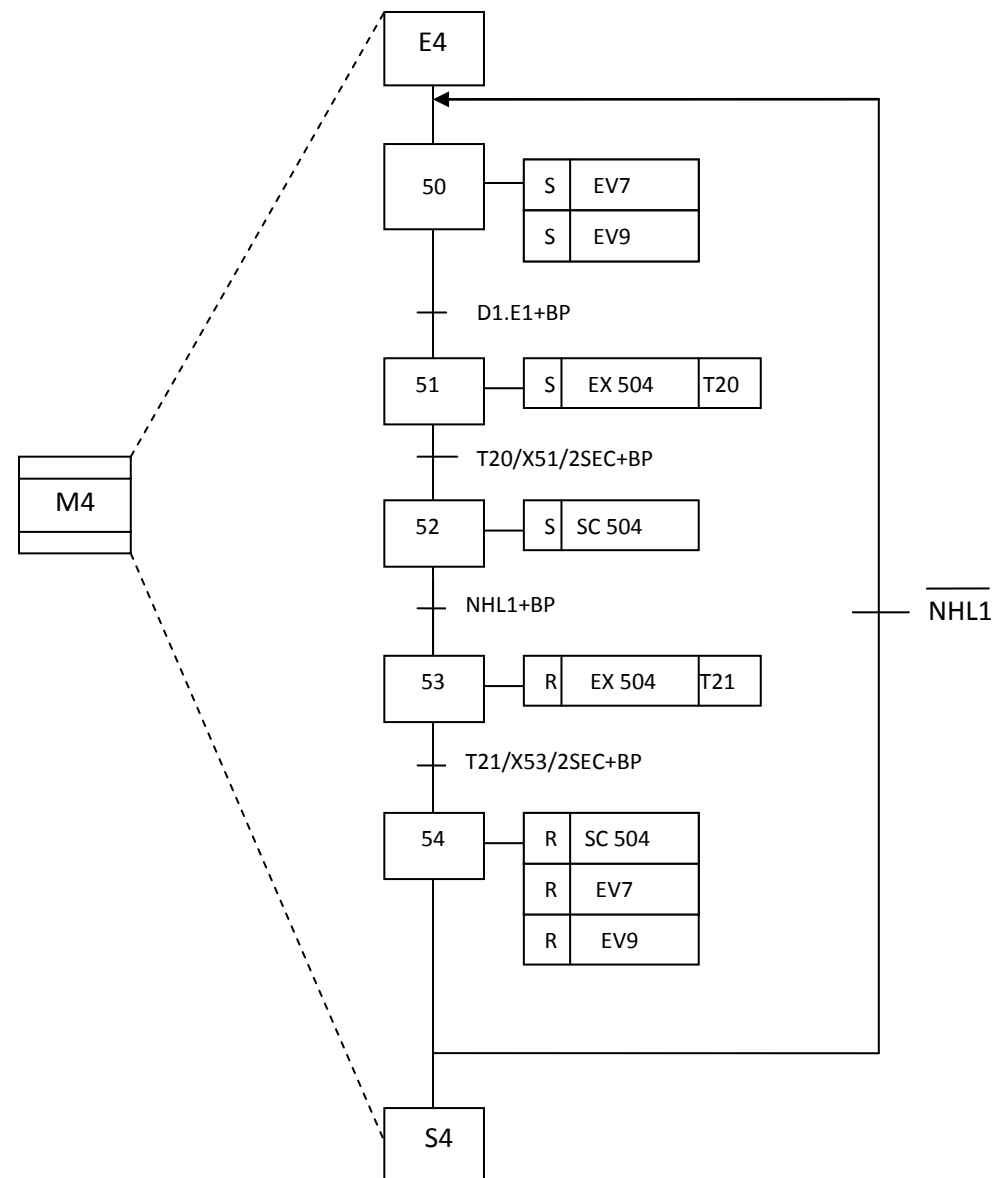 E4
50
S EV7
S EV9
D1.E1+BP
51
S EX 504 T20
T20/X51/2SEC+BP
M4
52
S SC 504
NHL1+BP
N̅H̅L̅1̅
53
R EX 504 T21
T21/X53/2SEC+BP
54
R SC 504
R EV7
R EV9
S4